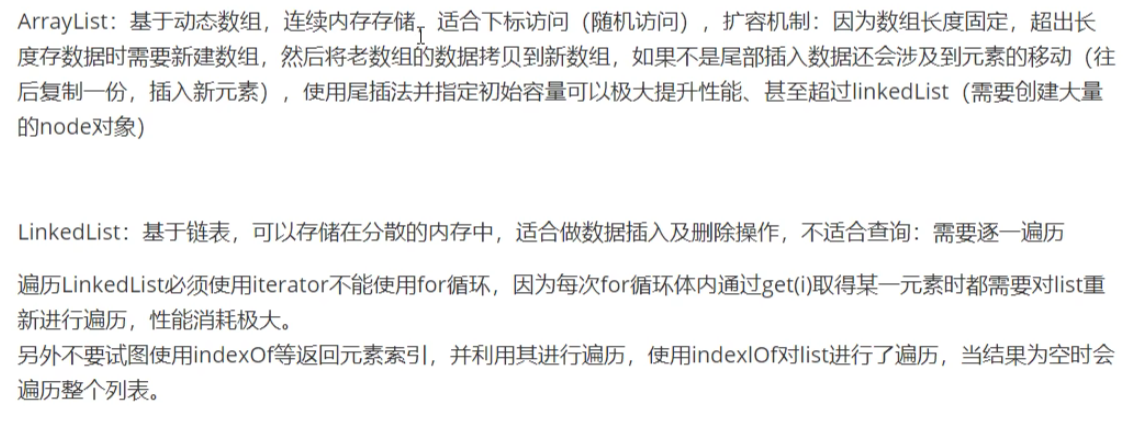 ArrayList：基于动态数组，连续内存存储，适合下标访问（随机访问），扩容机制：因为数组长度固定，超出长
度存数据时需要新建数组，然后将老数组的数据拷贝到新数组，如果不是尾部插入数据还会涉及到元素的移动（往
后复制一份，插入新元素），使用尾插法并指定初始容量可以极大提升性能、甚至超过linkedList（需要创建大量
的node对象）
LinkedList：基于链表，可以存储在分散的内存中，适合做数据插入及删除操作，不适合查询：需要逐一遍历
遍历LinkedList必须使用iterator不能使用for循环，因为每次for循环体内通过get(i)取得某一元素时都需要对list重
新进行遍历，性能消耗极大。
另外不要试图使用indexOf等返回元素索引，并利用其进行遍历，使用indexlOf对list进行了遍历，当结果为空时会
遍历整个列表。